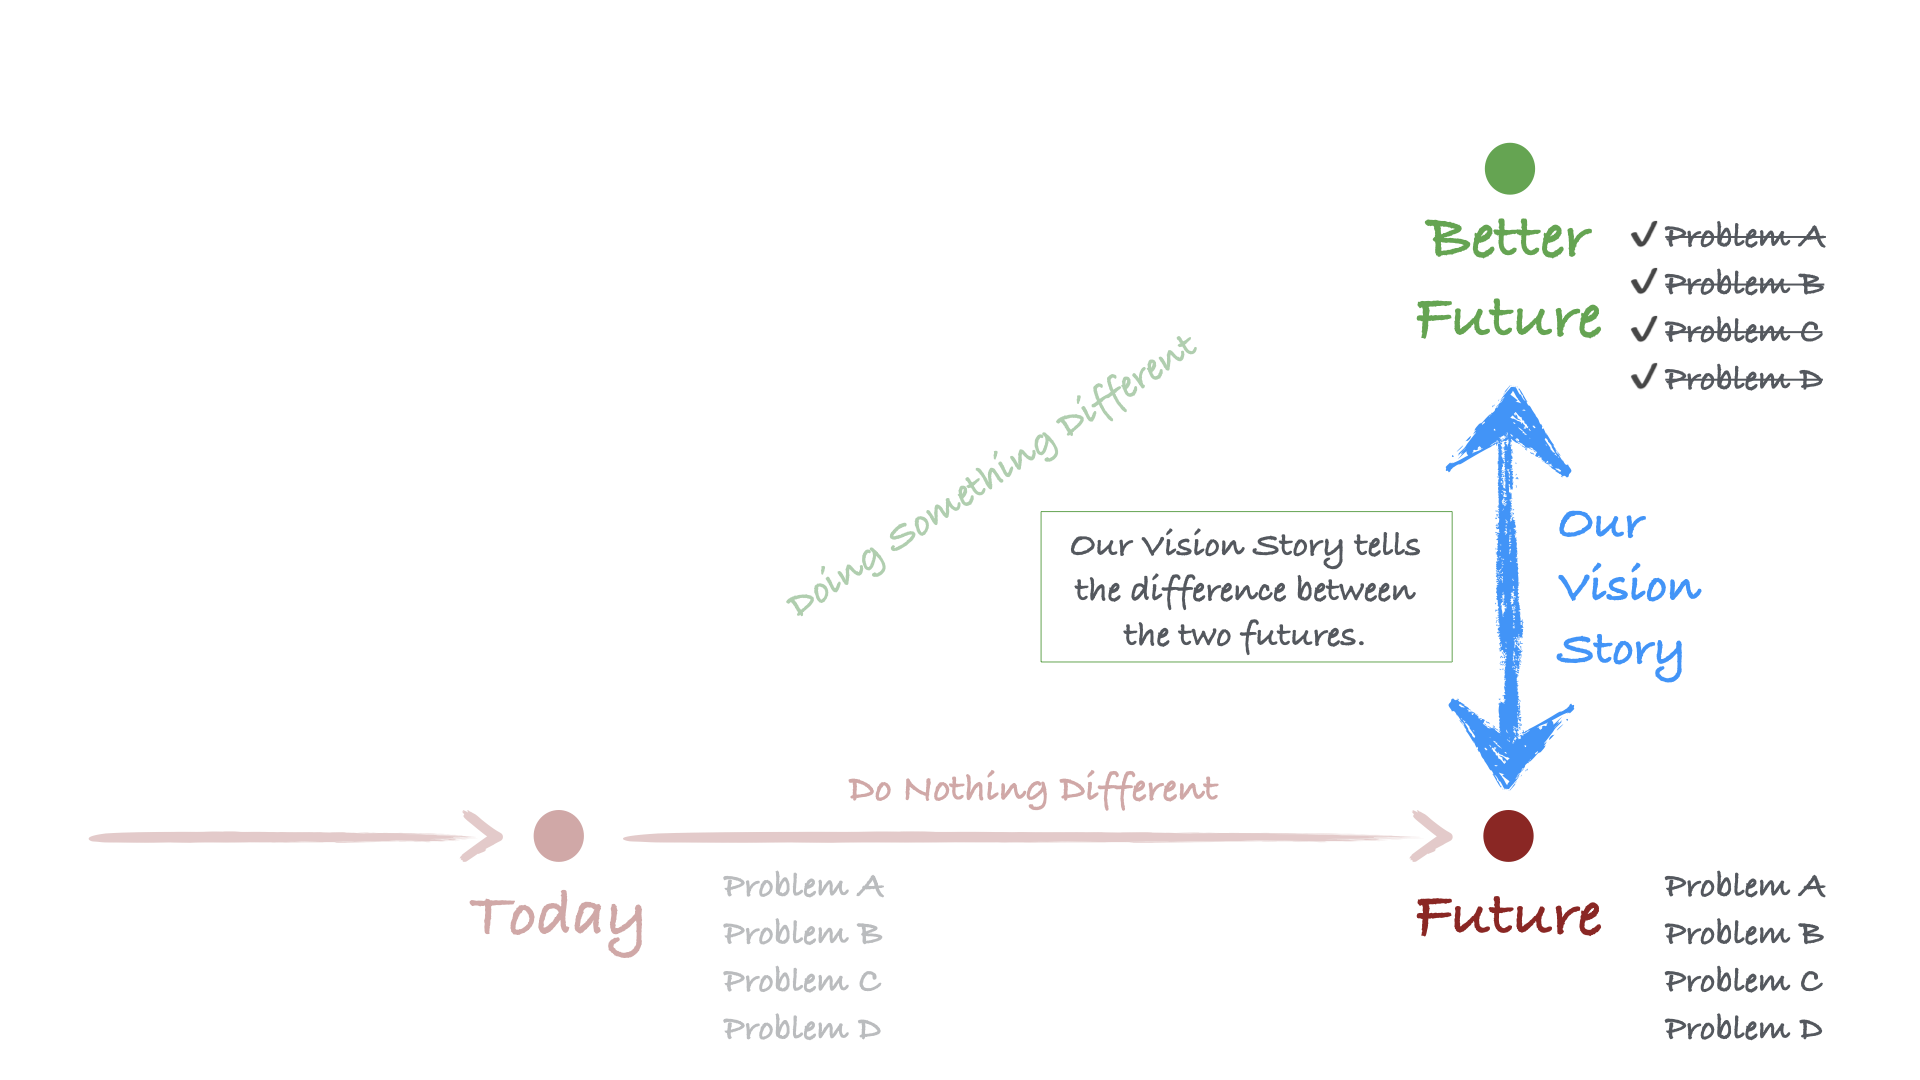 Better
Future
✓ Problem A
✓ Problem B
✓ Problem C
✓ Problem D
Doing Something Different
Our Vision Story tells
the difference between
the two futures.
Our
Vision
Story
Do Nothing Different
Today
Problem A
Problem B
Problem C
Problem D
Future
Problem A
Problem B
Problem C
Problem D